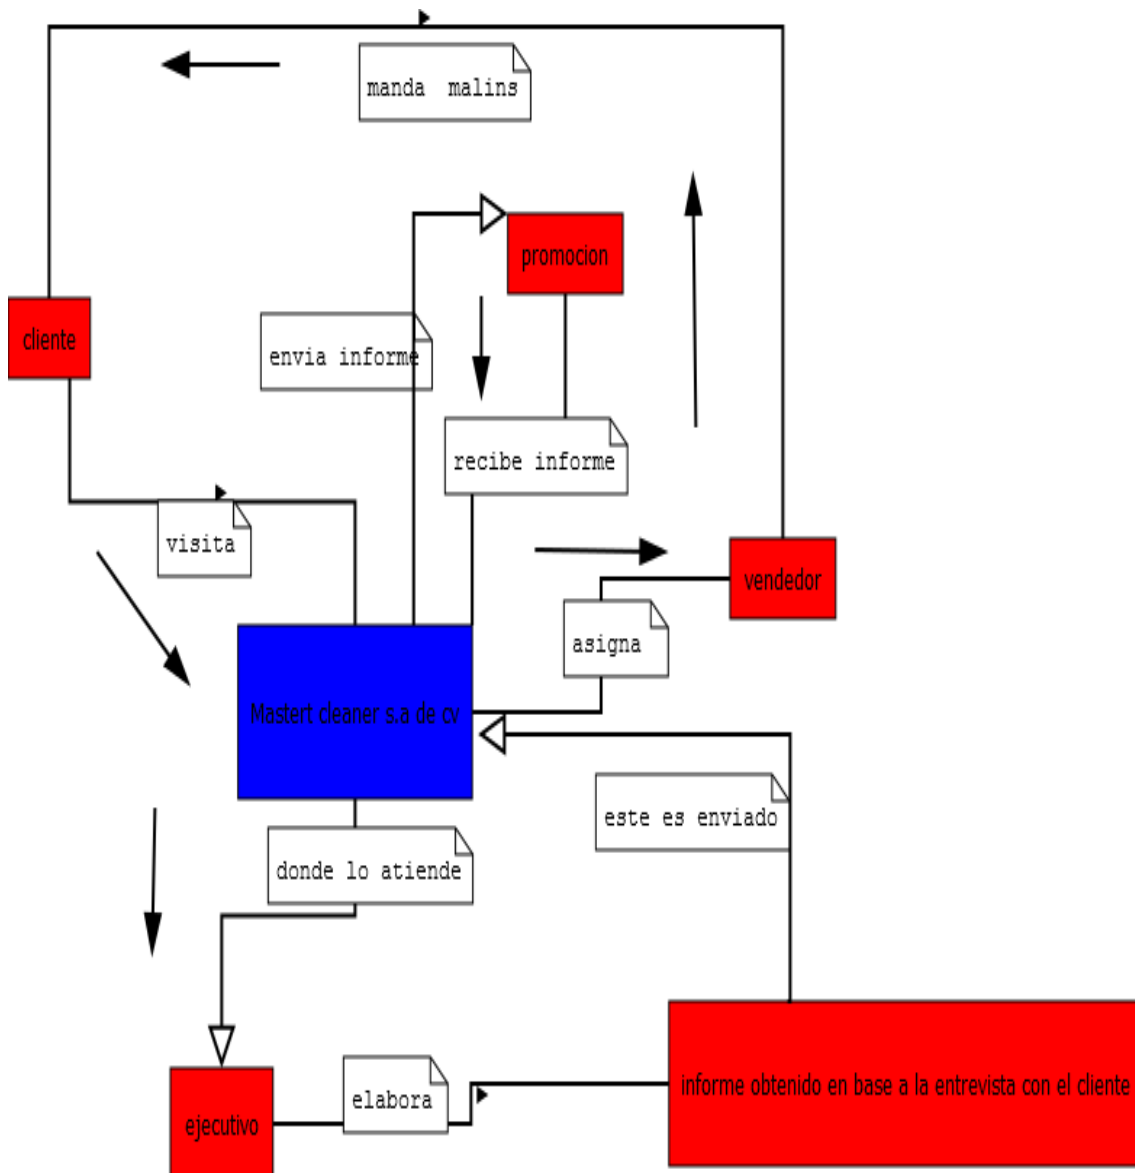 manda malins
promocion
cliente
envia informe
recibe informe
visita
vendedor
asigna
Mastert cleaner s.a de cv
este es enviado
donde lo atiende
informe obtenido en base a la entrevista con el cliente
elabora
ejecutivo